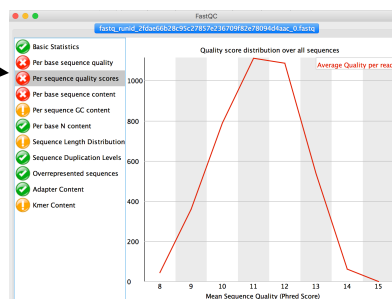 FastQC
fastq_runid_2fdae66b28c95c27857e236709f82e78094d4aac_0.fastq
Basic Statistics
Per base sequence quality
Per sequence quality scores
Per base sequence content
Per sequence GC content
Per base N content
Sequence Length Distribution
Sequence Duplication Levels
Overrepresented sequences
Adapter Content
Kmer Content
Quality score distribution over all sequences
Average Quality per read
1000
800
600
400
200
0
8 9 10 11 12 13 14 15
Mean Sequence Quality (Phred Score)